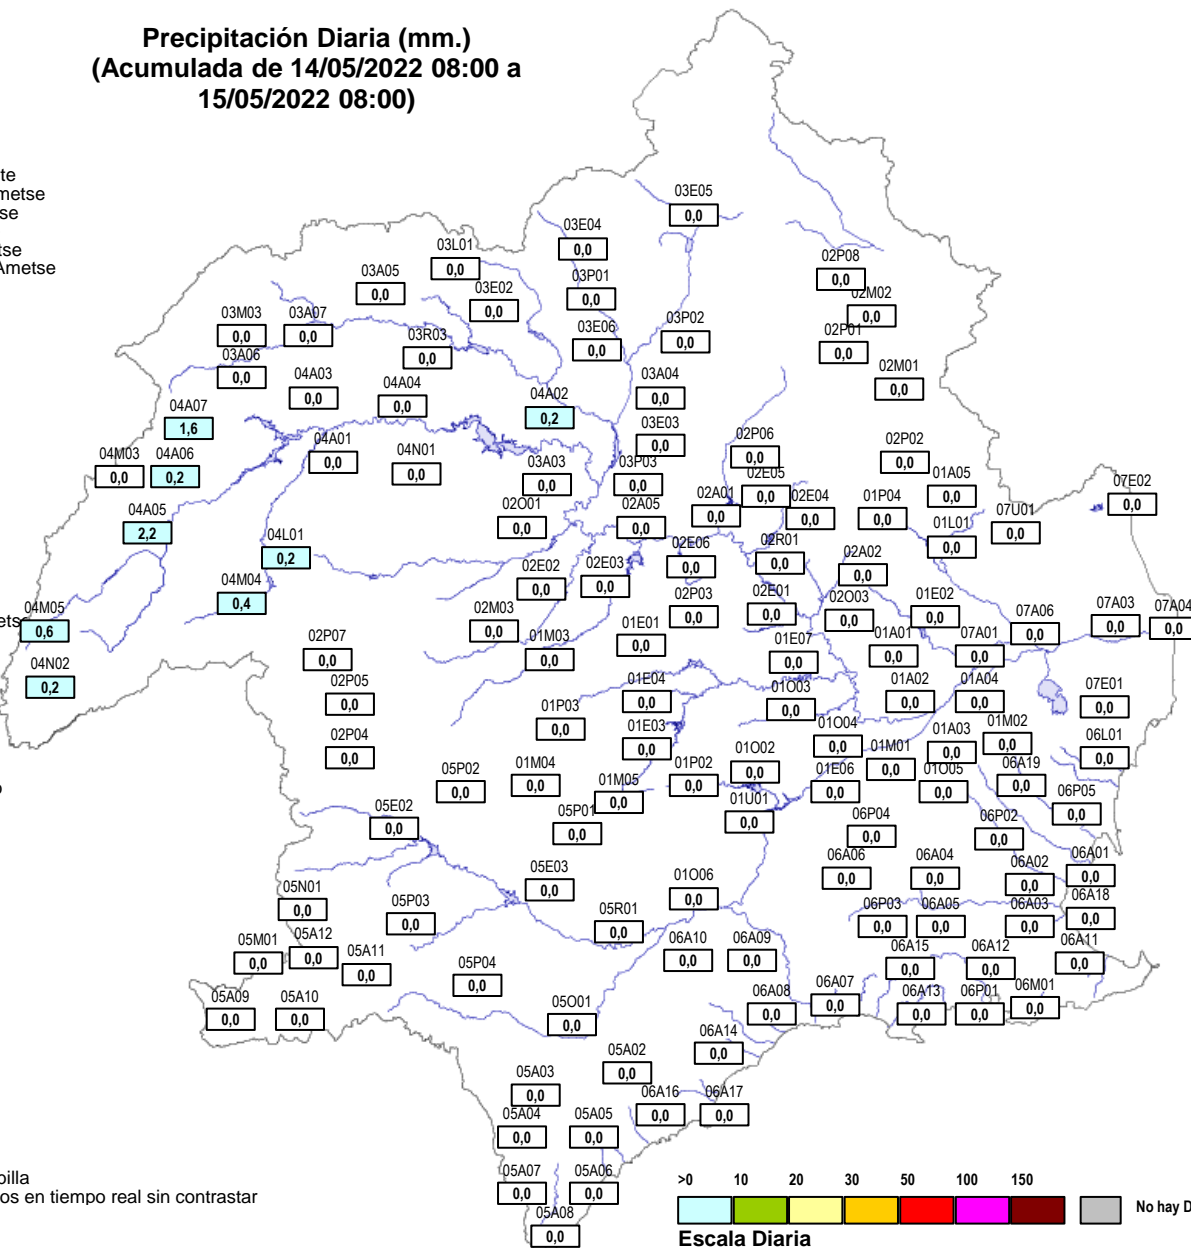 Precipitación Diaria (mm.)
(Acumulada de 14/05/2022 08:00 a
15/05/2022 08:00)
te
metse
se
tse
Ametse
03E05
0,0
03E04
0,0
03L01
0,0
02P08
0,0
03A05
0,0
03P01
0,0
03E02
0,0
02M02
0,0
03M03
0,0
03A07
0,0
03P02
0,0
03E06
0,0
02P01
0,0
03R03
0,0
03A06
0,0
02M01
0,0
04A03
0,0
03A04
0,0
04A04
0,0
04A02
0,2
04A07
1,6
03E03
0,0
04A01
0,0
02P06
0,0
02P02
0,0
04N01
0,0
04M03
0,0
04A06
0,2
03A03
0,0
03P03
0,0
02E05
0,0
01A05
0,0
07E02
0,0
02A01
0,0
02E04
0,0
01P04
0,0
02O01
0,0
02A05
0,0
04A05
2,2
07U01
0,0
01L01
0,0
04L01
0,2
02R01
0,0
02E06
0,0
02A02
0,0
02E02
0,0
02E03
0,0
04M04
0,4
02P03
0,0
02E01
0,0
02O03
0,0
01E02
0,0
07A03
0,0
07A04
0,0
04M05
0,6
ets
02M03
0,0
07A06
0,0
01E01
0,0
02P07
0,0
01M03
0,0
01E07
0,0
01A01
0,0
07A01
0,0
04N02
0,2
02P05
0,0
01E04
0,0
01O03
0,0
01A02
0,0
01A04
0,0
07E01
0,0
01P03
0,0
01E03
0,0
01O04
0,0
01M02
0,0
01A03
0,0
02P04
0,0
06L01
0,0
01O02
0,0
01M01
0,0
01M04
0,0
01P02
0,0
05P02
0,0
01E06
0,0
01O05
0,0
06A19
0,0
01M05
0,0
06P05
0,0
05E02
0,0
05P01
0,0
01U01
0,0
06P04
0,0
06P02
0,0
06A06
0,0
06A04
0,0
06A02
0,0
06A01
0,0
05E03
0,0
01O06
0,0
05N01
0,0
05P03
0,0
06P03
0,0
06A05
0,0
06A03
0,0
06A18
0,0
05R01
0,0
05M01
0,0
05A12
0,0
05A11
0,0
06A10
0,0
06A09
0,0
06A15
0,0
06A12
0,0
06A11
0,0
05P04
0,0
05A09
0,0
05A10
0,0
05O01
0,0
06A08
0,0
06A07
0,0
06A13
0,0
06P01
0,0
06M01
0,0
06A14
0,0
05A02
0,0
05A03
0,0
06A16
0,0
06A17
0,0
05A04
0,0
05A05
0,0
05A07
0,0
05A06
0,0
05A08
0,0
pilla
os en tiempo real sin contrastar
>0 10 20 30 50 100 150
No hay D
Escala Diaria